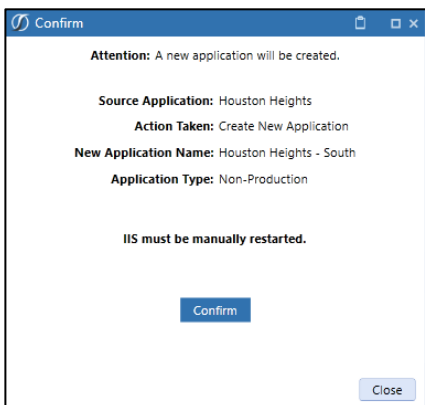 Confirm
Attention: A new application will be created.
Source Application: Houston Heights
Action Taken: Create New Application
New Application Name: Houston Heights - South
Application Type: Non-Production
IIS must be manually restarted.
Confirm
Close